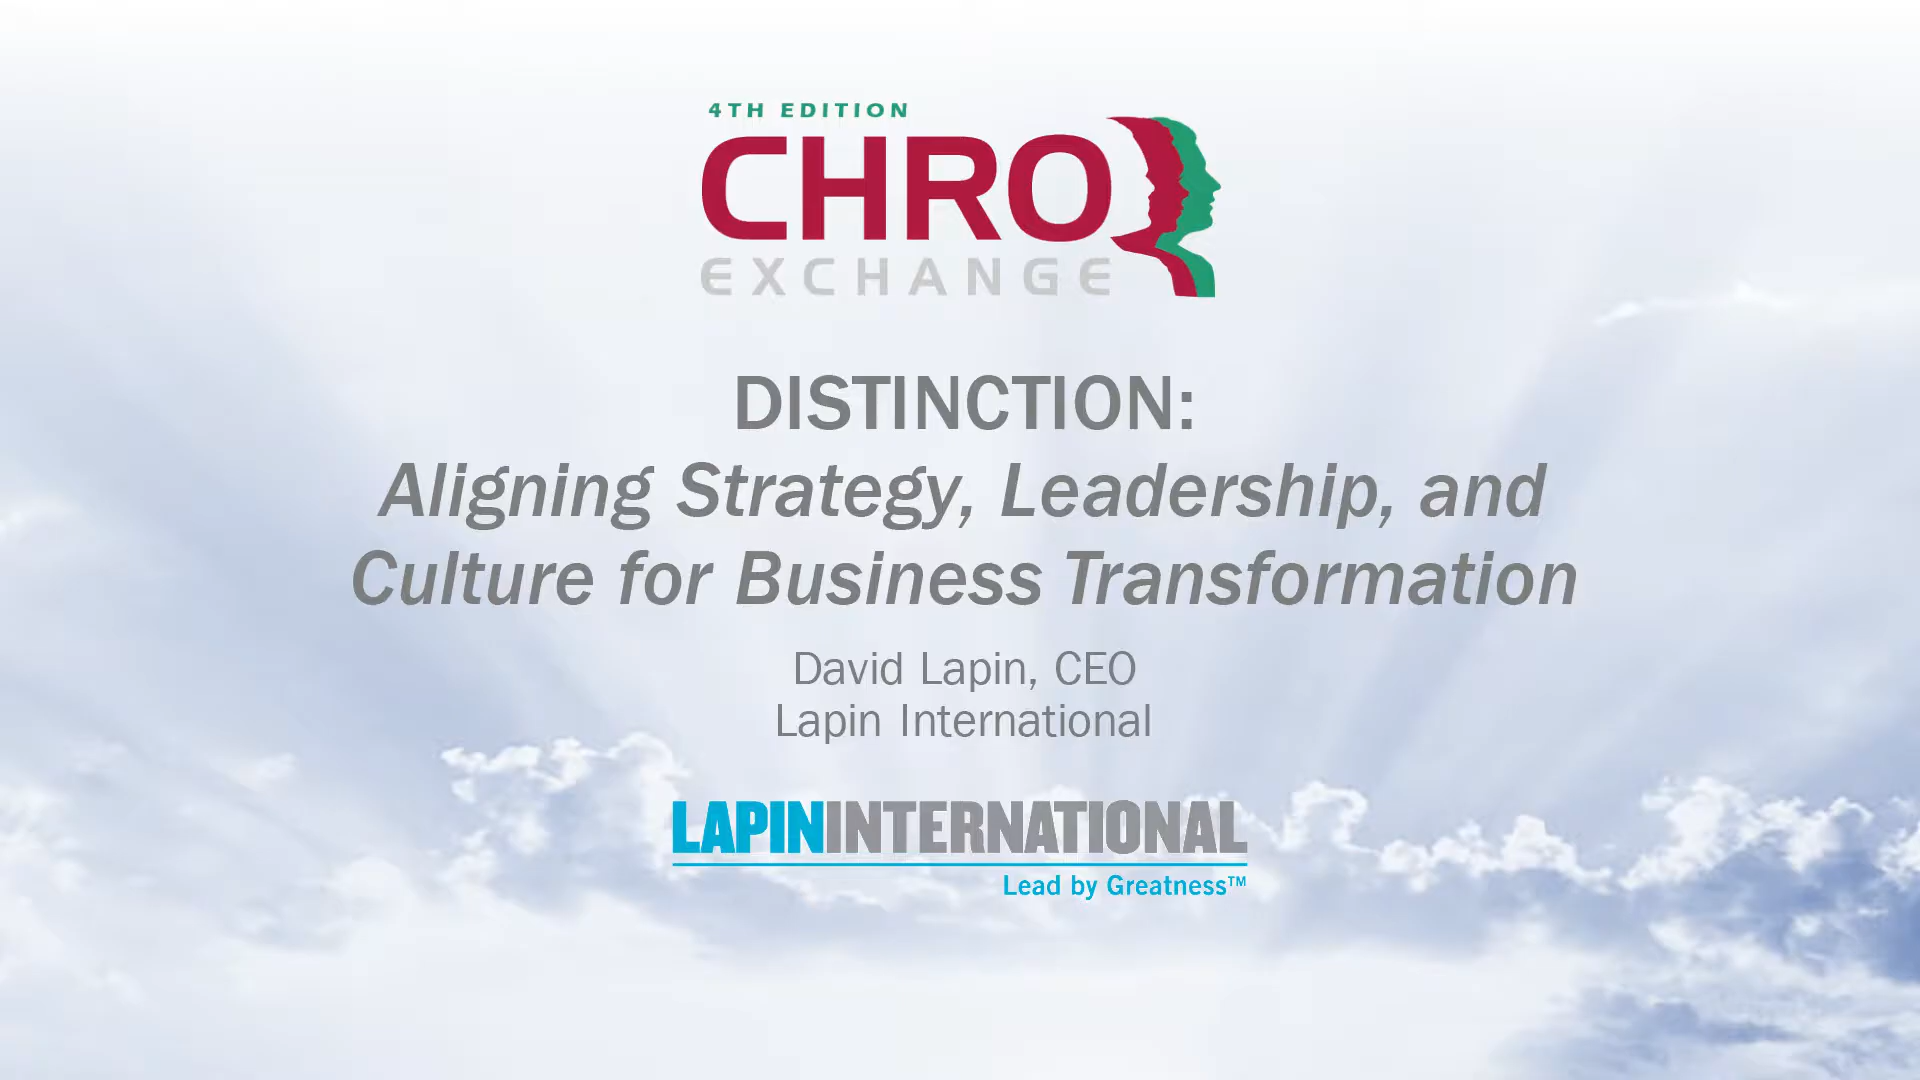 4TH EDITION
CHRO
EXCHANGE
DISTINCTION:
Aligning Strategy, Leadership, and
Culture for Business Transformation
David Lapin, CEO
Lapin International
LAPININTERNATIONAL
Lead by Greatness™